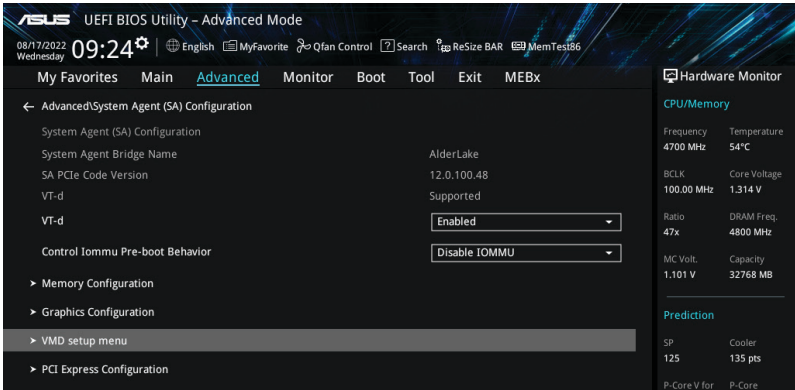 ASUS UEFI BIOS Utility – Advanced Mode
08/17/2022 Wednesday 09:24 English MyFavorite Qfan Control ? Search ReSize BAR MemTest86
My Favorites Main Advanced Monitor Boot Tool Exit MEBx
Advanced\System Agent (SA) Configuration
System Agent (SA) Configuration
System Agent Bridge Name AlderLake
SA PCIe Code Version 12.0.100.48
VT-d Supported
VT-d Enabled
Control Iommu Pre-boot Behavior Disable IOMMU
> Memory Configuration
> Graphics Configuration
> VMD setup menu
> PCI Express Configuration
Hardware Monitor
CPU/Memory
Frequency Temperature
4700 MHz 54°C
BCLK Core Voltage
100.00 MHz 1.314 V
Ratio DRAM Freq.
47x 4800 MHz
MC Volt. Capacity
1.101 V 32768 MB
Prediction
SP Cooler
125 135 pts
P-Core V for P-Core